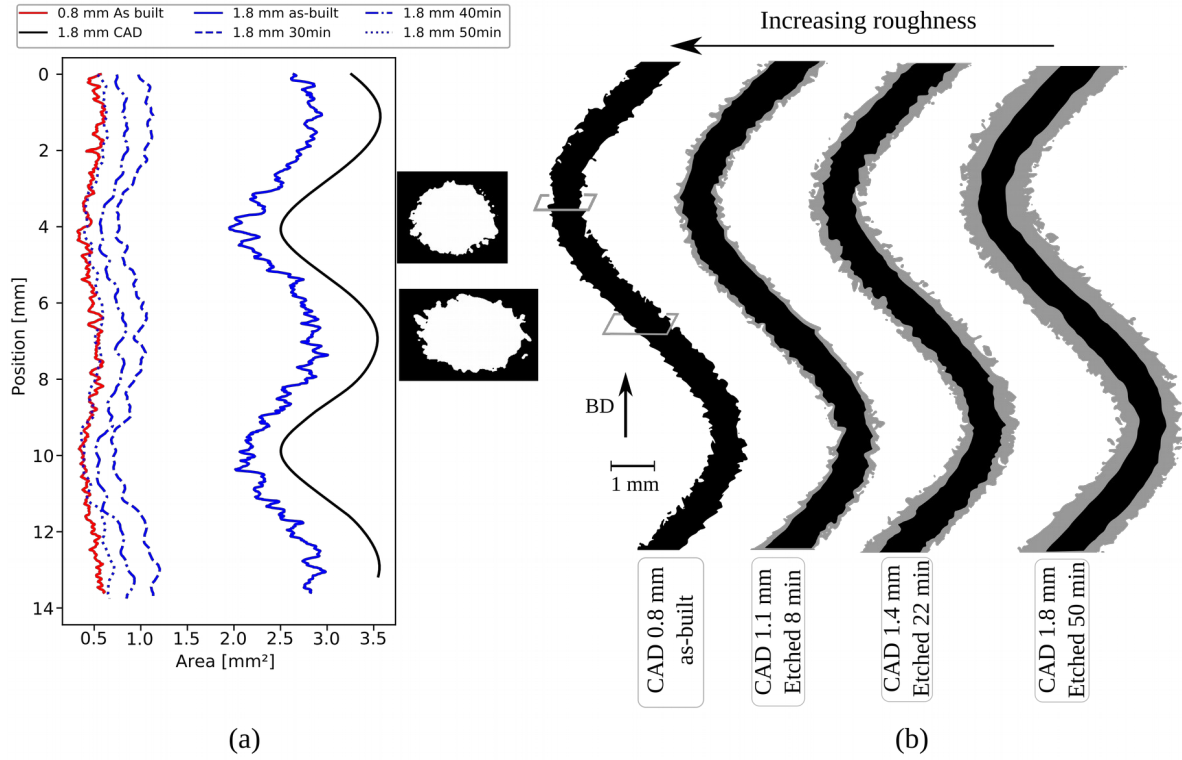 0.8 mm As built
1.8 mm CAD
1.8 mm as-built
1.8 mm 30min
1.8 mm 40min
1.8 mm 50min
0
2
4
6
8
10
12
14
Position [mm]
0.5 1.0 1.5 2.0 2.5 3.0 3.5
Area [mm²]
(a)
Increasing roughness
BD
1 mm
CAD 0.8 mm
as-built
CAD 1.1 mm
Etched 8 min
CAD 1.4 mm
Etched 22 min
CAD 1.8 mm
Etched 50 min
(b)